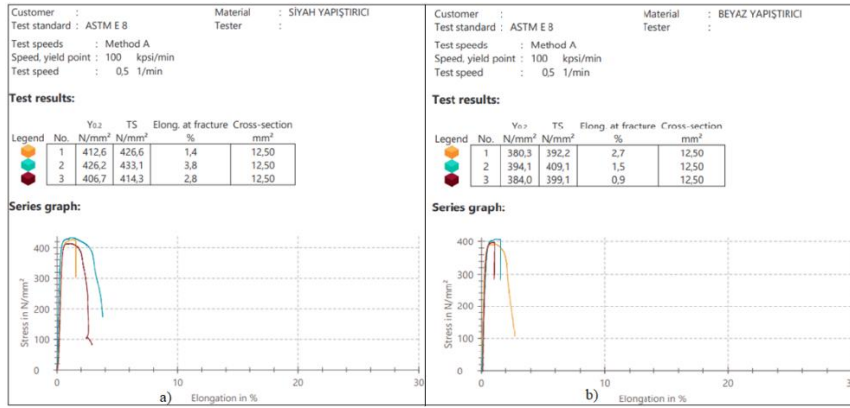 Customer :
Material : SİYAH YAPIŞTIRICI
Test standard : ASTM E 8
Tester :
Test speeds : Method A
Speed, yield point : 100 kpsi/min
Test speed : 0,5 1/min
Test results:
Y0.2 TS Elong. at fracture Cross-section
Legend No. N/mm² N/mm² % mm²
1 412,6 426,6 1,4 12,50
2 426,2 433,1 3,8 12,50
3 406,7 414,3 2,8 12,50
Series graph:
Stress in N/mm²
400
300
200
100
0
0 10 20 30
a) Elongation in %
Customer :
Material : BEYAZ YAPIŞTIRICI
Test standard : ASTM E 8
Tester :
Test speeds : Method A
Speed, yield point : 100 kpsi/min
Test speed : 0,5 1/min
Test results:
Y0.2 TS Elong. at fracture Cross-section
Legend No. N/mm² N/mm² % mm²
1 380,3 392,2 2,7 12,50
2 394,1 409,1 1,5 12,50
3 384,0 399,1 0,9 12,50
Series graph:
Stress in N/mm²
400
300
200
100
0
0 10 20 3
b) Elongation in %